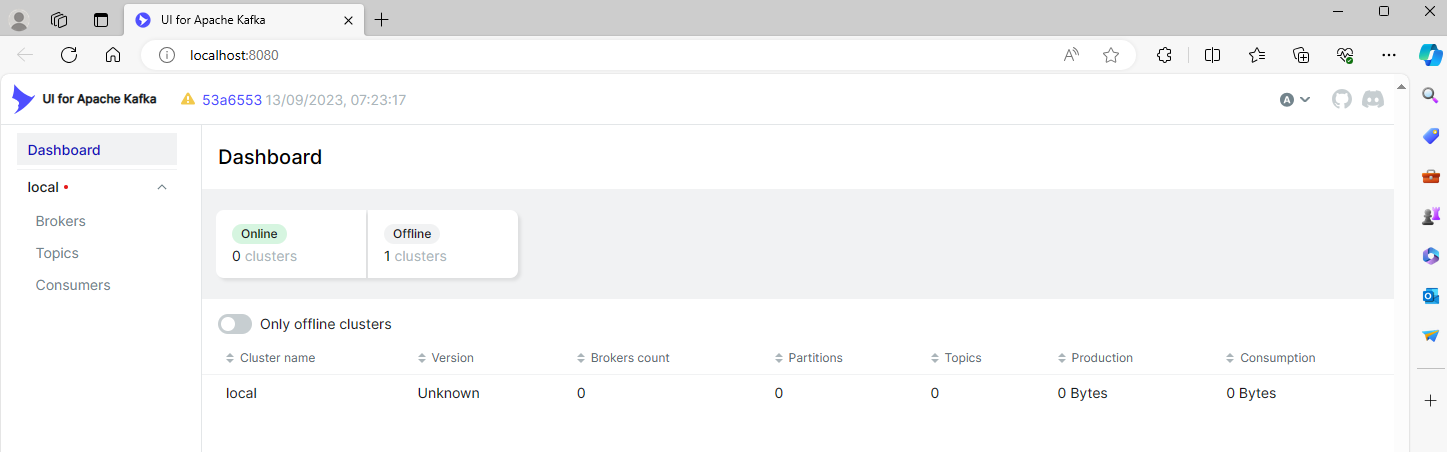 UI for Apache Kafka
localhost:8080
UI for Apache Kafka 53a6553 13/09/2023, 07:23:17 A
Dashboard
local
Brokers
Topics
Consumers
Dashboard
Online Offline
0 clusters 1 clusters
Only offline clusters
Cluster name Version Brokers count Partitions Topics Production Consumption
local Unknown 0 0 0 0 Bytes 0 Bytes